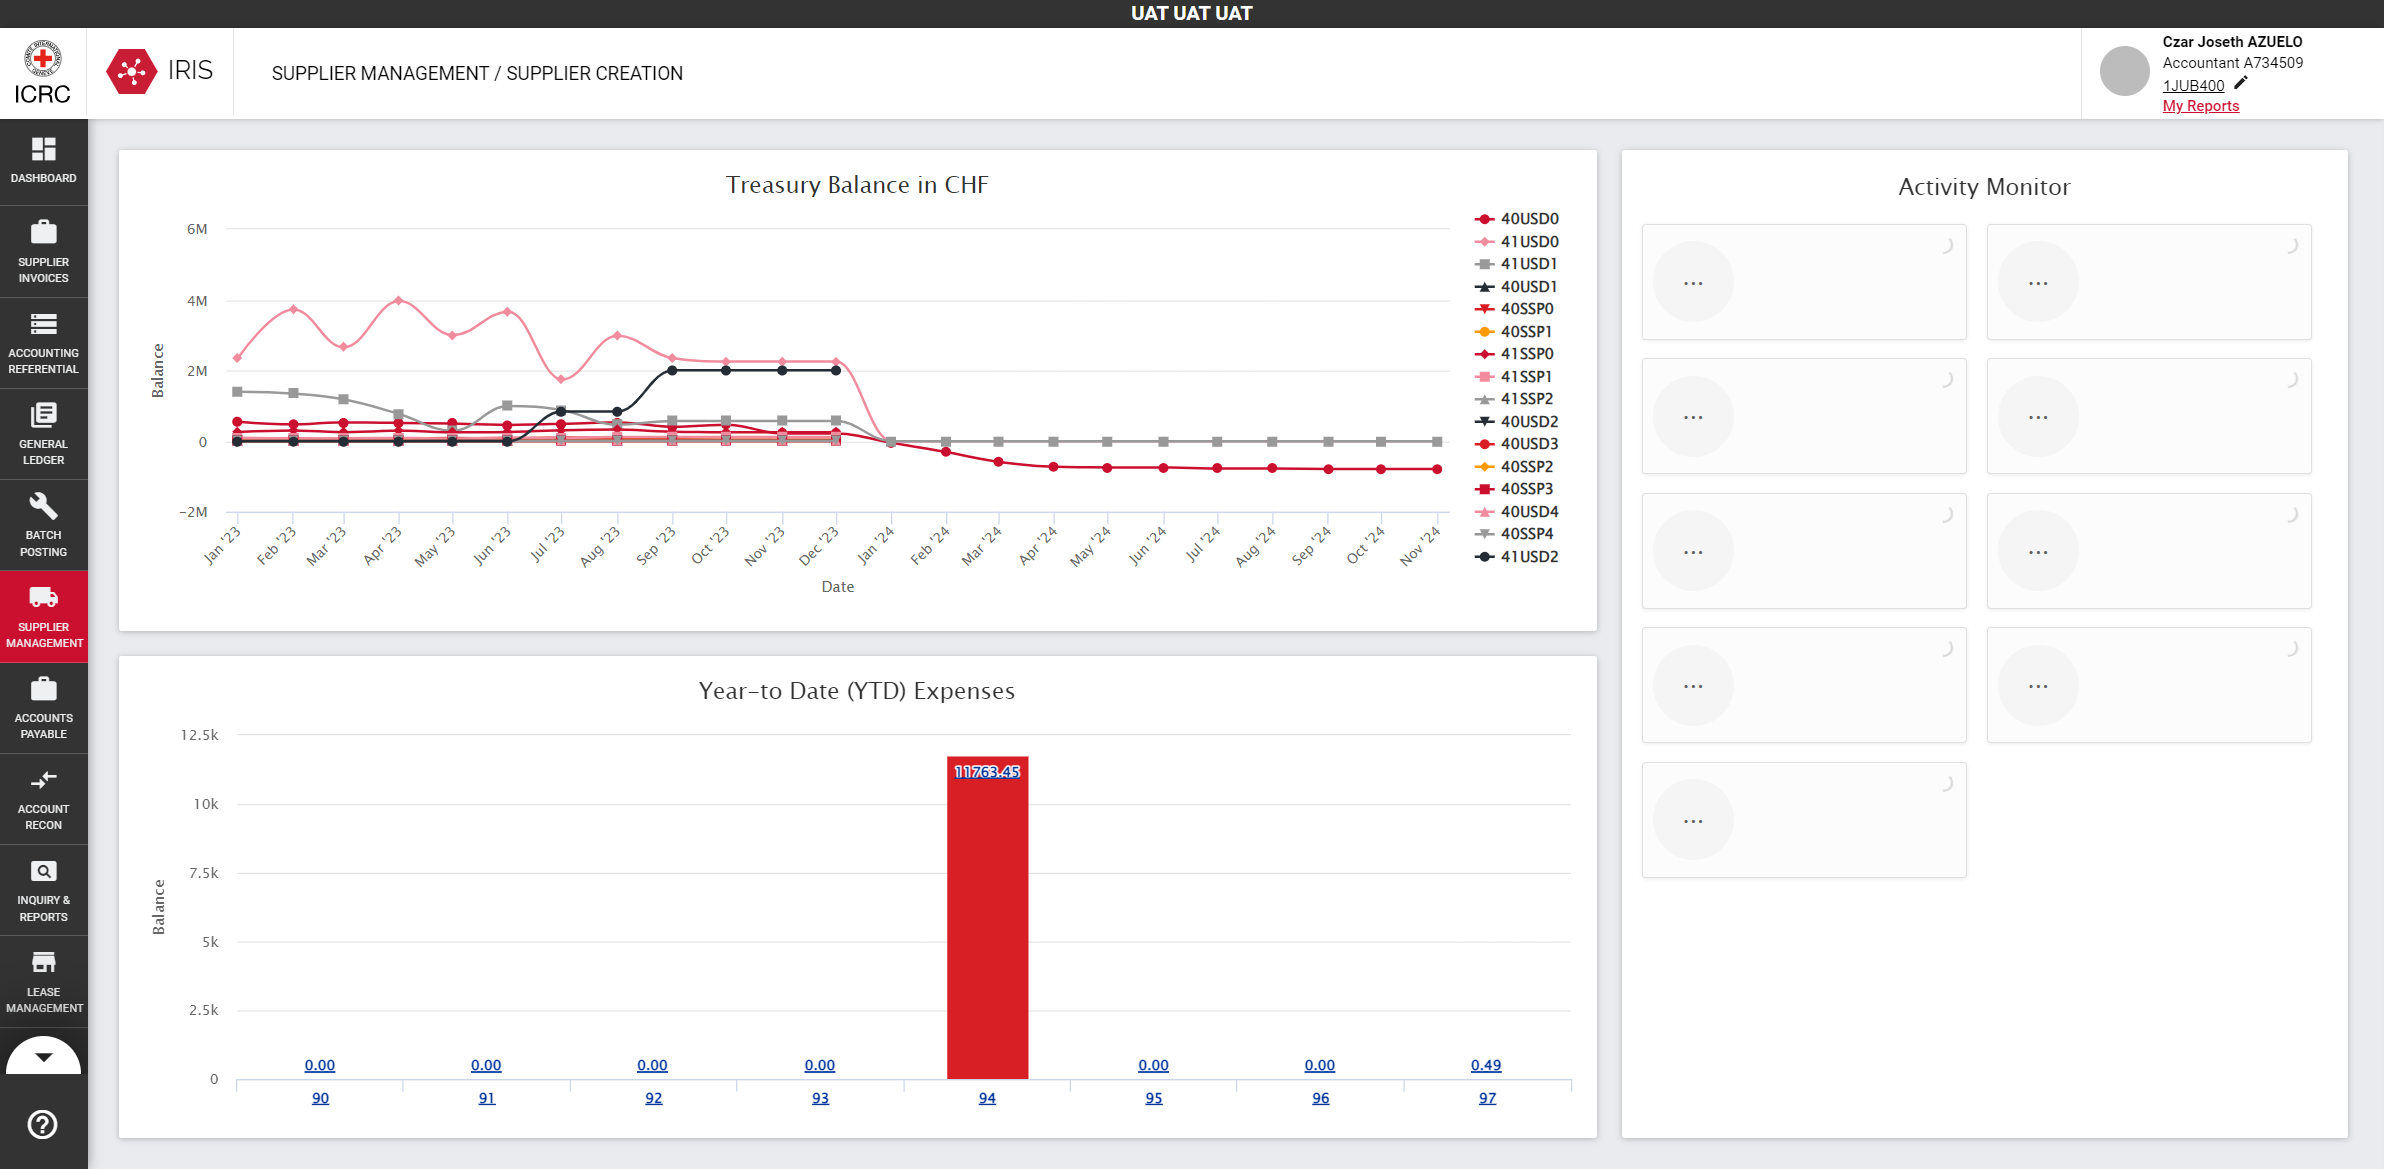 UAT UAT UAT
ICRC
IRIS
SUPPLIER MANAGEMENT / SUPPLIER CREATION
Czar Joseth AZUELO
Accountant A734509
1JUB400
My Reports
DASHBOARD
SUPPLIER
INVOICES
ACCOUNTING
REFERENTIAL
GENERAL
LEDGER
BATCH
POSTING
SUPPLIER
MANAGEMENT
ACCOUNTS
PAYABLE
ACCOUNT
RECON
INQUIRY &
REPORTS
LEASE
MANAGEMENT
Treasury Balance in CHF
Balance
6M
4M
2M
0
-2M
Jan '23
Feb '23
Mar '23
Apr '23
May '23
Jun '23
Jul '23
Aug '23
Sep '23
Oct '23
Nov '23
Dec '23
Jan '24
Feb '24
Mar '24
Apr '24
May '24
Jun '24
Jul '24
Aug '24
Sep '24
Oct '24
Nov '24
Date
40USD0
41USD0
41USD1
40USD1
40SSP0
40SSP1
41SSP0
41SSP1
41SSP2
40USD2
40USD3
40SSP2
40SSP3
40USD4
40SSP4
41USD2
Year-to Date (YTD) Expenses
Balance
12.5k
10k
7.5k
5k
2.5k
0
0.00
0.00
0.00
0.00
11763.45
0.00
0.00
0.49
90
91
92
93
94
95
96
97
Activity Monitor
...
...
...
...
...
...
...
...
...